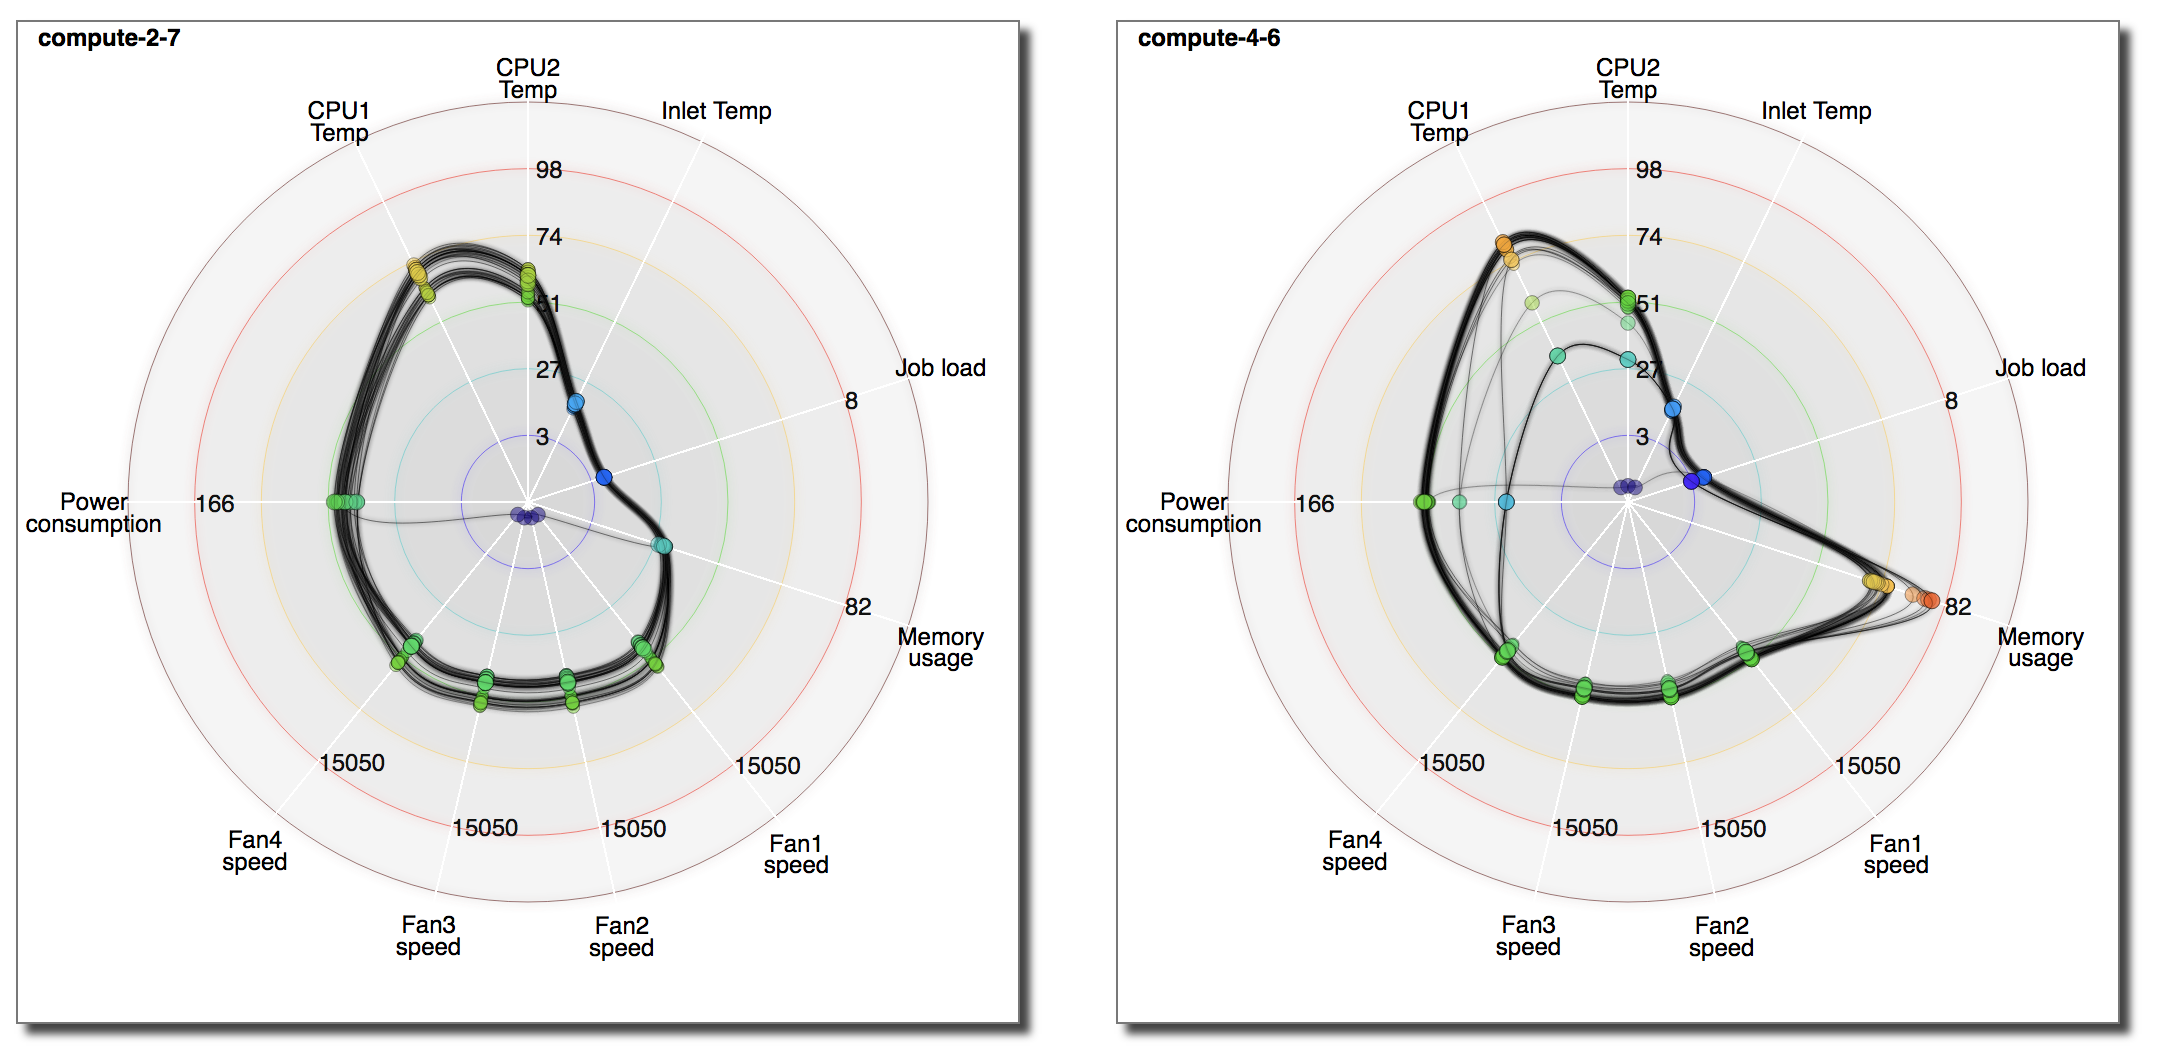 compute-2-7
CPU2
Temp
CPU1
Temp
Inlet Temp
98
74
51
27
3
Job load
8
Power
consumption
166
82
Memory
usage
15050
15050
15050
15050
Fan4
speed
Fan1
speed
Fan3
speed
Fan2
speed
compute-4-6
CPU2
Temp
CPU1
Temp
Inlet Temp
98
74
51
27
3
Job load
8
Power
consumption
166
82
Memory
usage
15050
15050
15050
15050
Fan4
speed
Fan1
speed
Fan3
speed
Fan2
speed